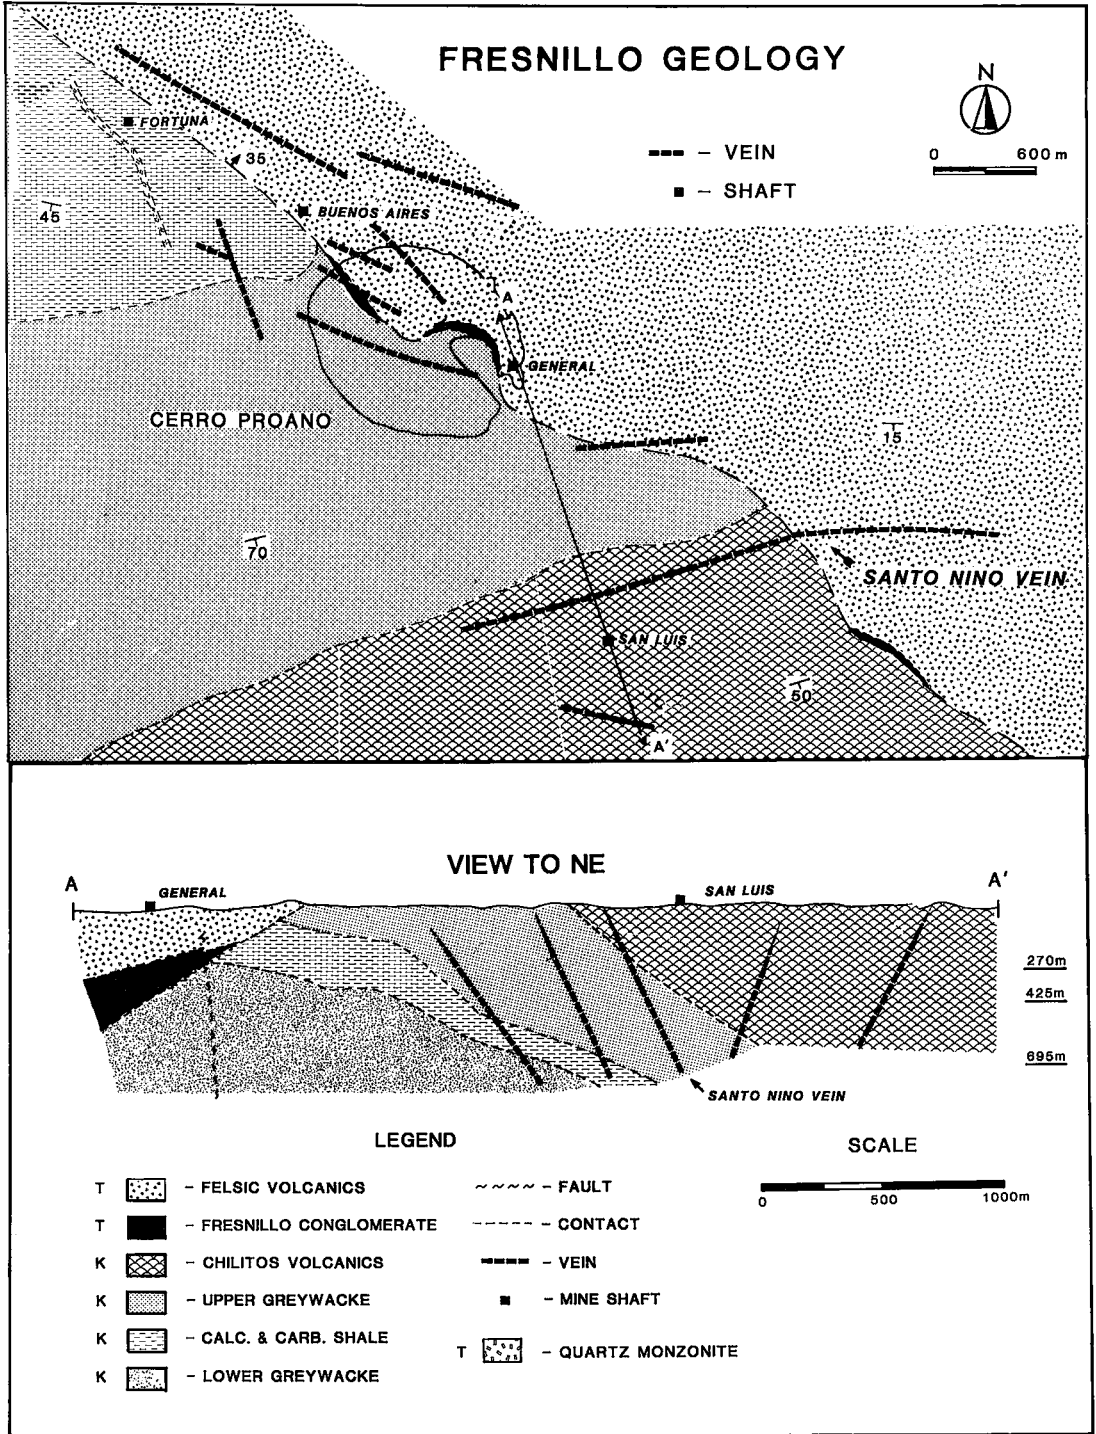 FRESNILLO GEOLOGY
N
- VEIN
0 600 m
- SHAFT
FORTUNA
35
45
BUENOS AIRES
A
GENERAL
CERRO PROANO
15
70
SANTO NINO VEIN
SAN LUIS
50
A'
VIEW TO NE
A
GENERAL
SAN LUIS
A'
270m
425m
695m
SANTO NINO VEIN
LEGEND
SCALE
T - FELSIC VOLCANICS
T - FRESNILLO CONGLOMERATE
K - CHILITOS VOLCANICS
K - UPPER GREYWACKE
K - CALC. & CARB. SHALE
K - LOWER GREYWACKE
- FAULT
- CONTACT
- VEIN
- MINE SHAFT
T - QUARTZ MONZONITE
0 500 1000m